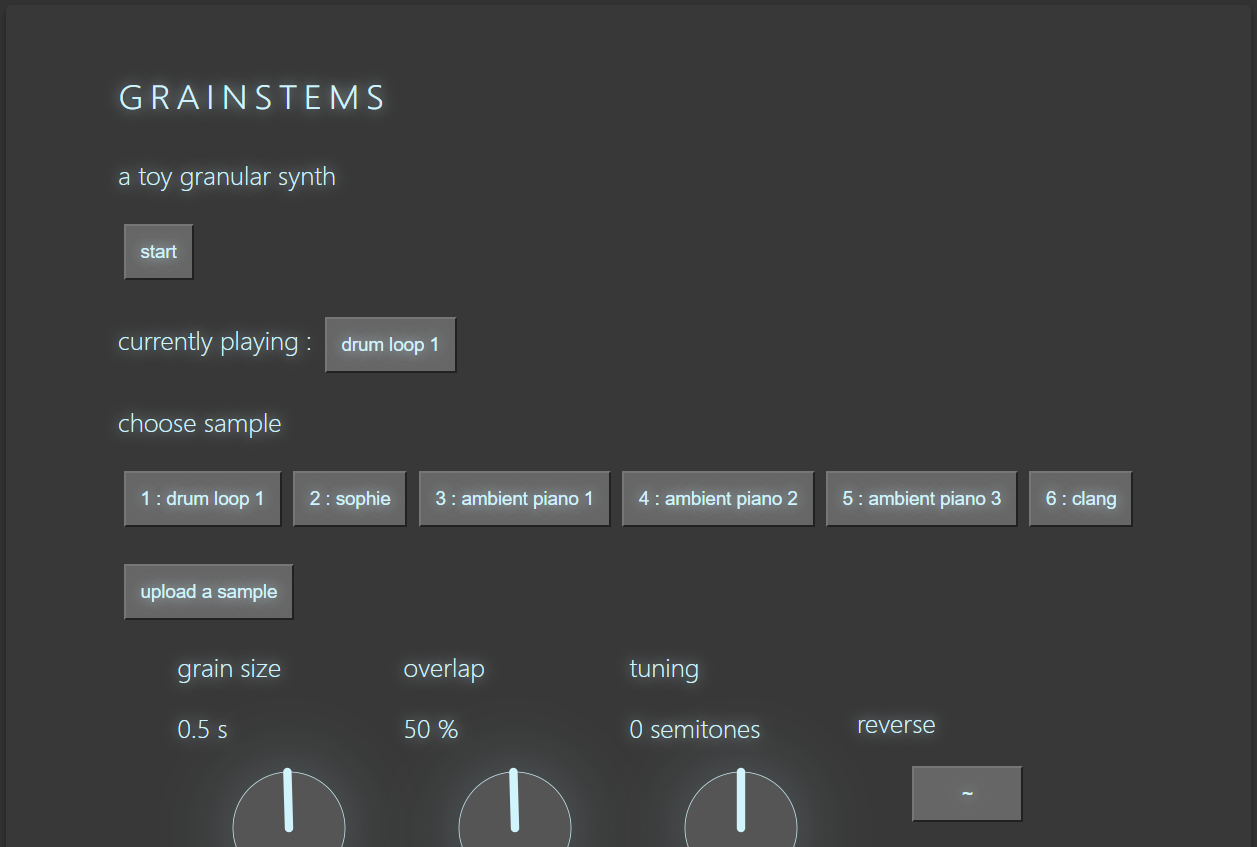 GRAINSTEMS
a toy granular synth
start
currently playing : drum loop 1
choose sample
1 : drum loop 1 2 : sophie 3 : ambient piano 1 4 : ambient piano 2 5 : ambient piano 3 6 : clang
upload a sample
grain size overlap tuning
0.5 s 50 % 0 semitones reverse
~